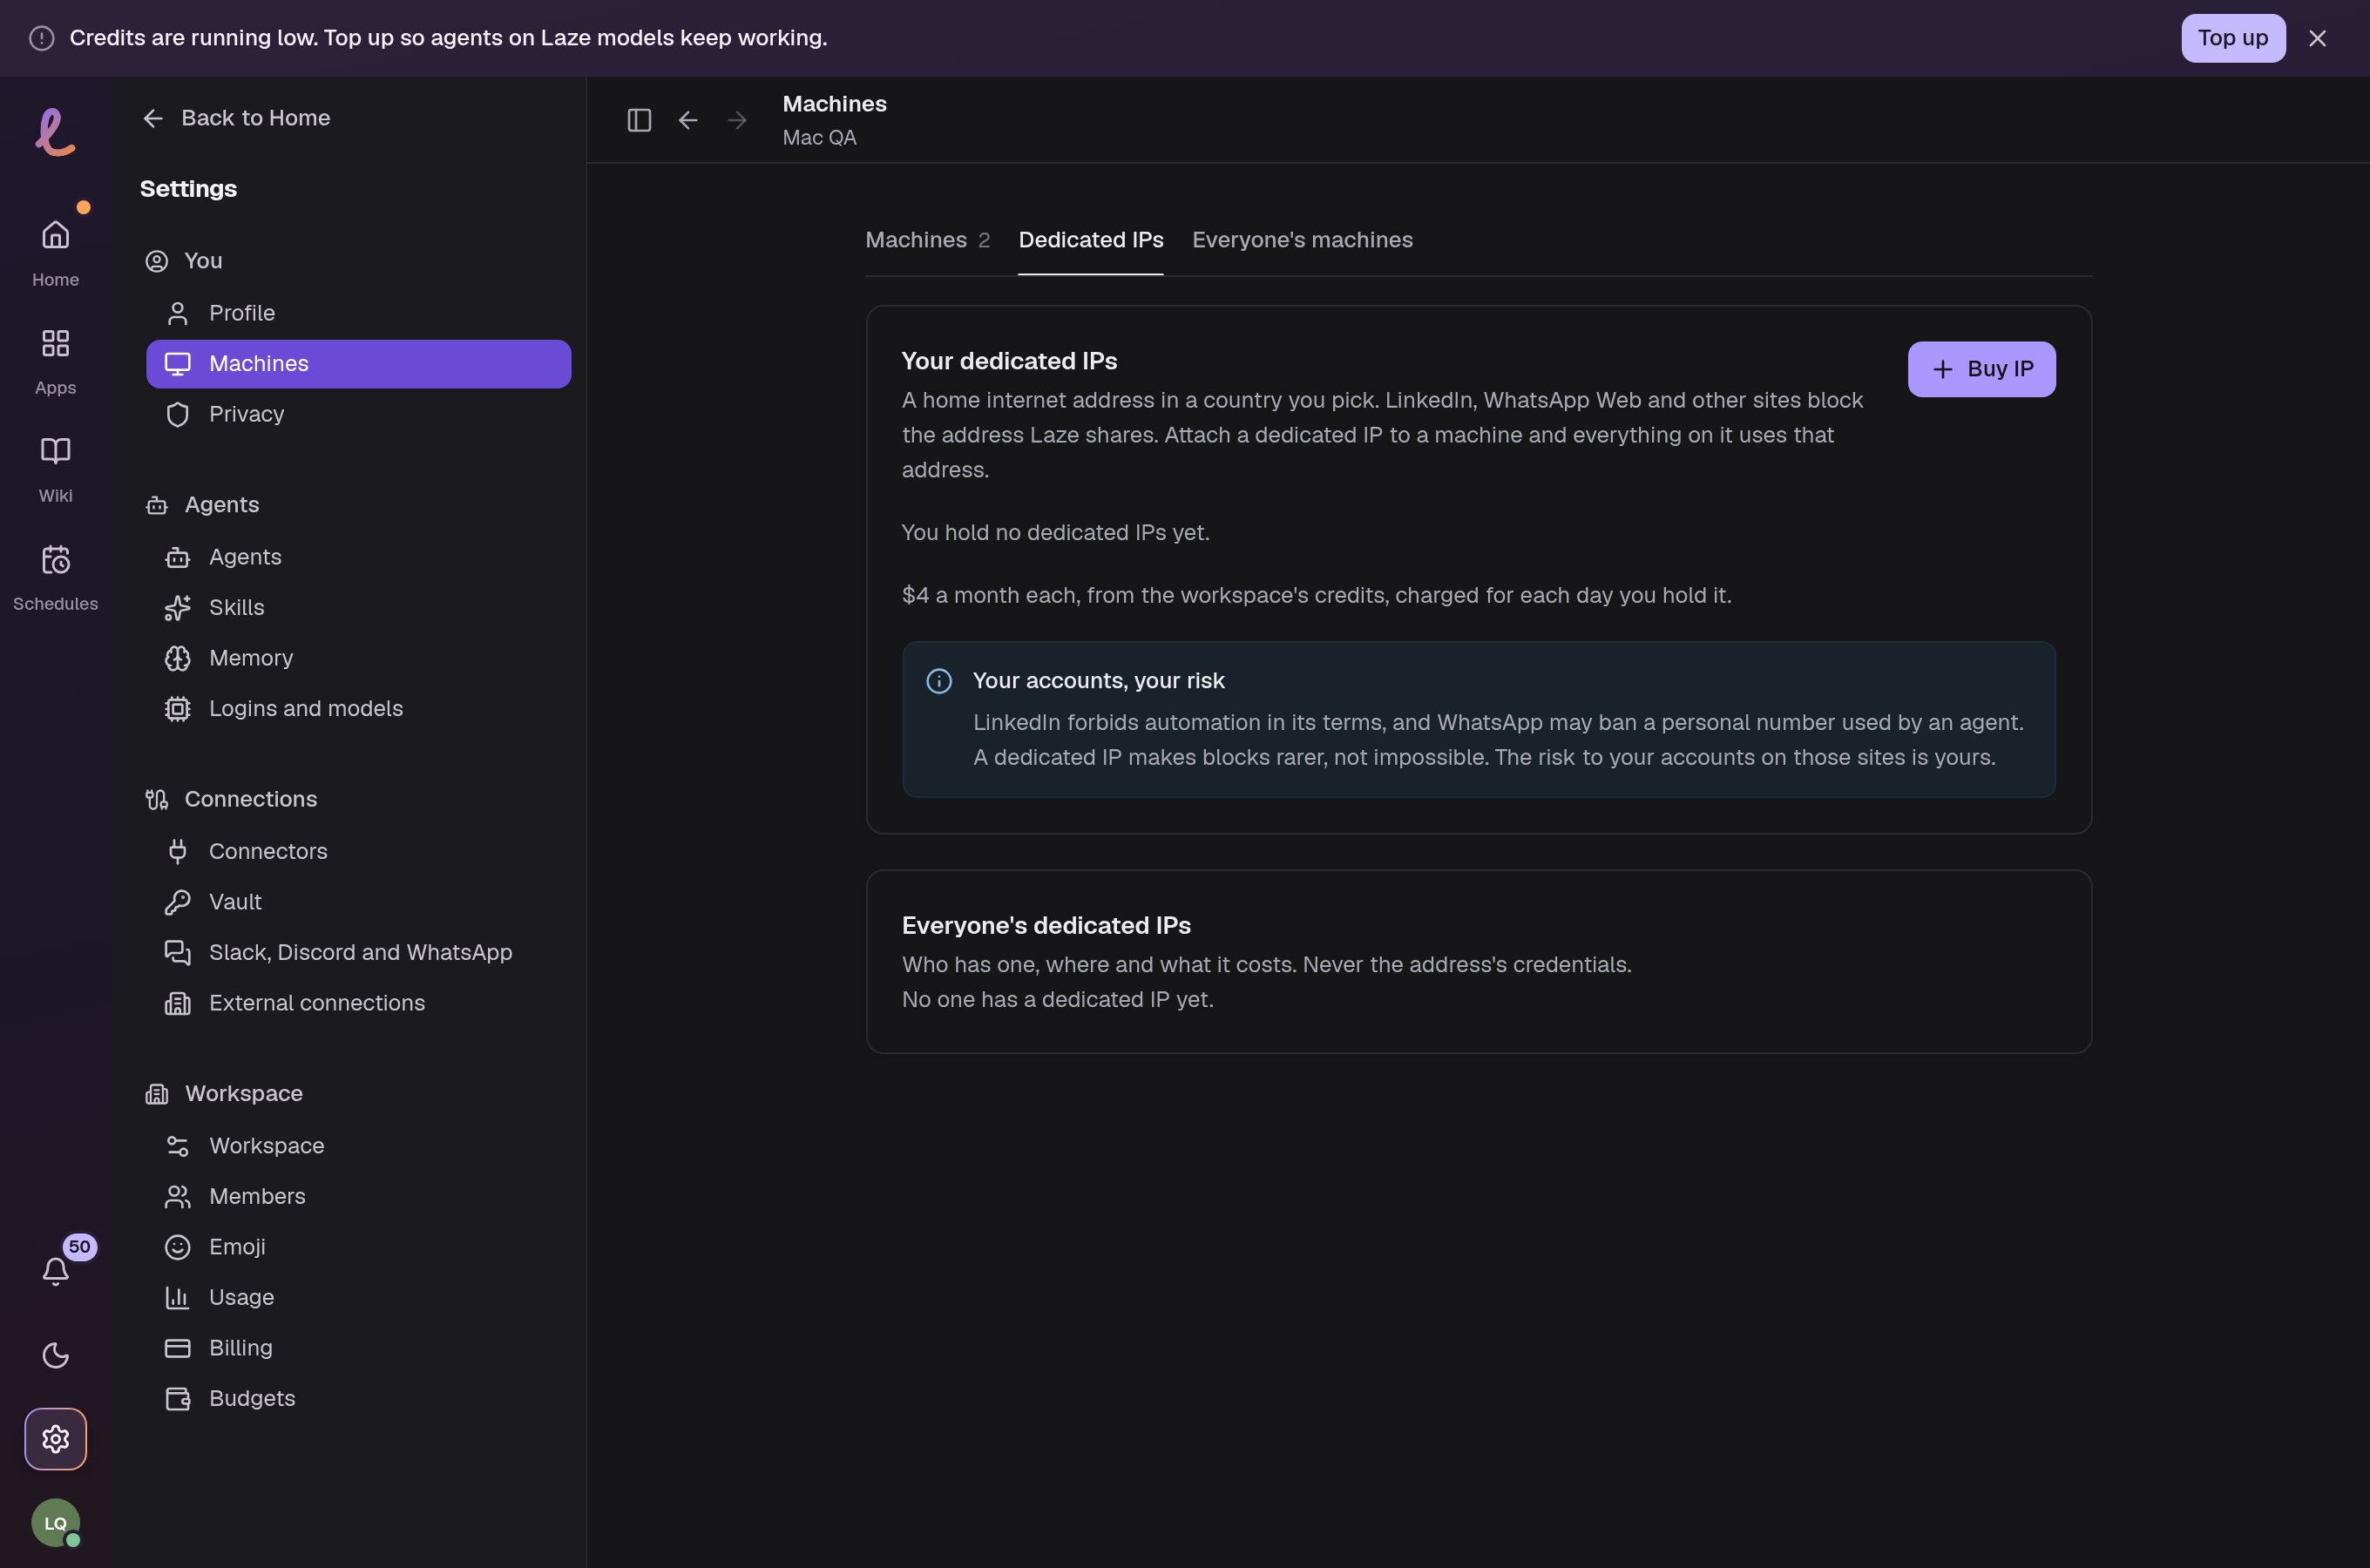 Credits are running low. Top up so agents on Laze models keep working.
Top up
Back to Home
Settings
You
Profile
Machines
Privacy
Agents
Agents
Skills
Memory
Logins and models
Connections
Connectors
Vault
Slack, Discord and WhatsApp
External connections
Workspace
Workspace
Members
Emoji
Usage
Billing
Budgets
Home
Apps
Wiki
Schedules
50
LQ
Machines
Mac QA
Machines 2
Dedicated IPs
Everyone's machines
Your dedicated IPs
Buy IP
A home internet address in a country you pick. LinkedIn, WhatsApp Web and other sites block
the address Laze shares. Attach a dedicated IP to a machine and everything on it uses that
address.
You hold no dedicated IPs yet.
$4 a month each, from the workspace's credits, charged for each day you hold it.
Your accounts, your risk
LinkedIn forbids automation in its terms, and WhatsApp may ban a personal number used by an agent.
A dedicated IP makes blocks rarer, not impossible. The risk to your accounts on those sites is yours.
Everyone's dedicated IPs
Who has one, where and what it costs. Never the address's credentials.
No one has a dedicated IP yet.